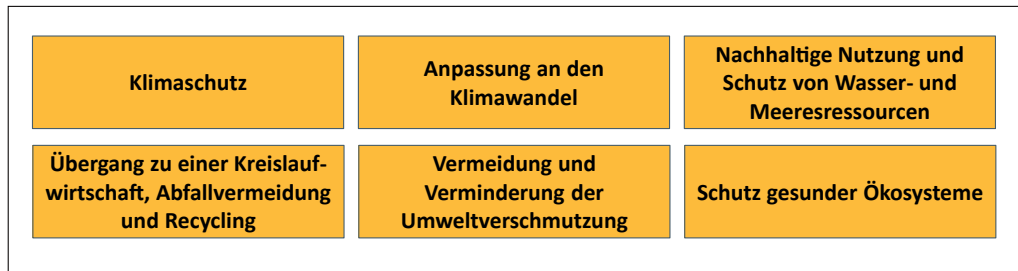 Klimaschutz
Anpassung an den
Klimawandel
Nachhaltige Nutzung und
Schutz von Wasser- und
Meeresressourcen
Übergang zu einer Kreislauf-
wirtschaft, Abfallvermeidung
und Recycling
Vermeidung und
Verminderung der
Umweltverschmutzung
Schutz gesunder Ökosysteme